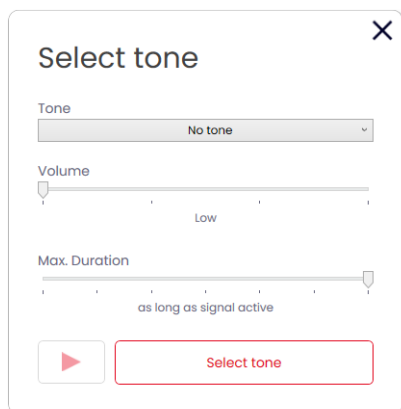 Select tone
Tone
No tone
Volume
Low
Max. Duration
as long as signal active
Select tone